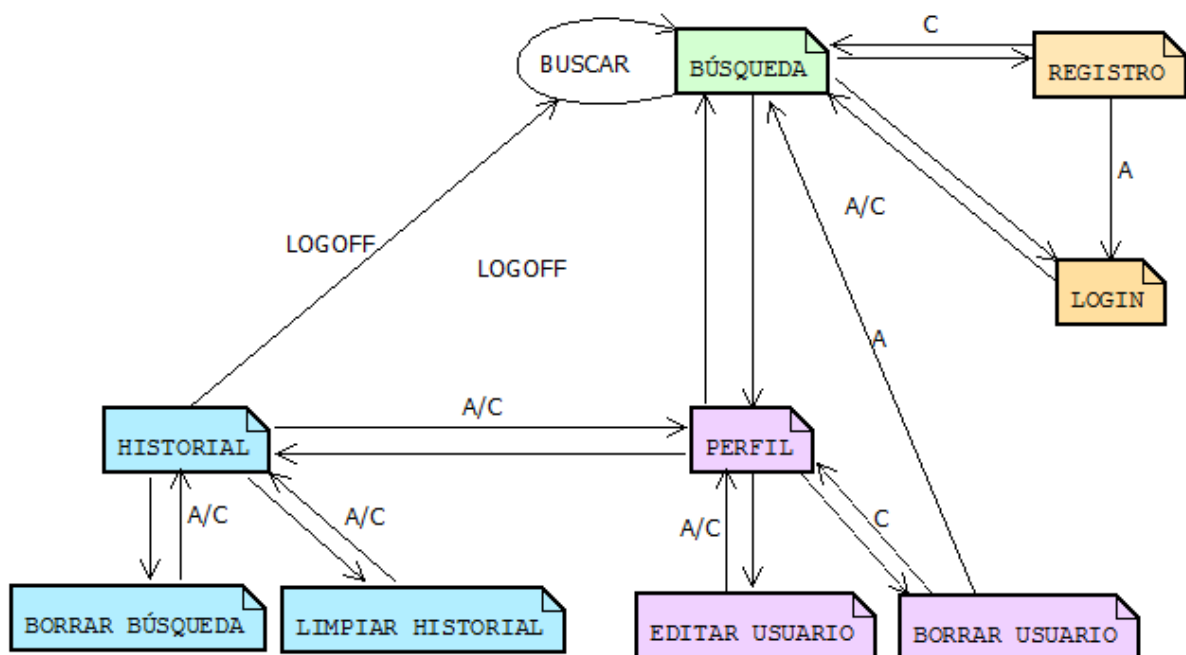 C
BUSCAR
BÚSQUEDA
REGISTRO
A
A/C
LOGOFF
LOGOFF
LOGIN
A
A/C
HISTORIAL
PERFIL
A/C
A/C
A/C
C
BORRAR BÚSQUEDA
LIMPIAR HISTORIAL
EDITAR USUARIO
BORRAR USUARIO